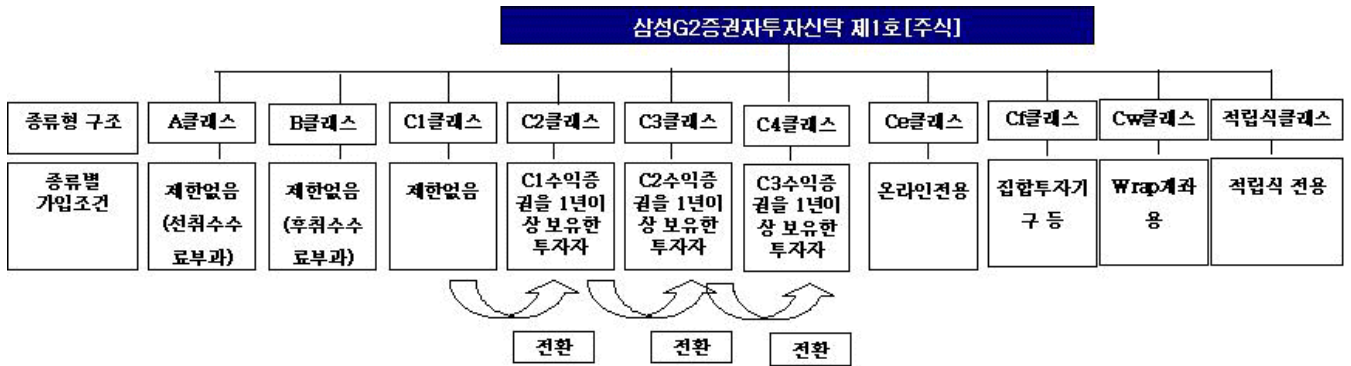 삼성G2증권자투자신탁 제1호[주식]
종류형 구조
A클래스
B클래스
C1클래스
C2클래스
C3클래스
C4클래스
Ce클래스
Cf클래스
Cw클래스
적립식클래스
종류별
가입조건
제한없음
(선취수수
료부과)
제한없음
(후취수수
료부과)
제한없음
C1수익증
권을 1년이
상 보유한
투자자
C2수익증
권을 1년이
상 보유한
투자자
C3수익증
권을 1년이
상 보유한
투자자
온라인전용
집합투자기
구 등
Wrap계좌
용
적립식 전용
전환
전환
전환